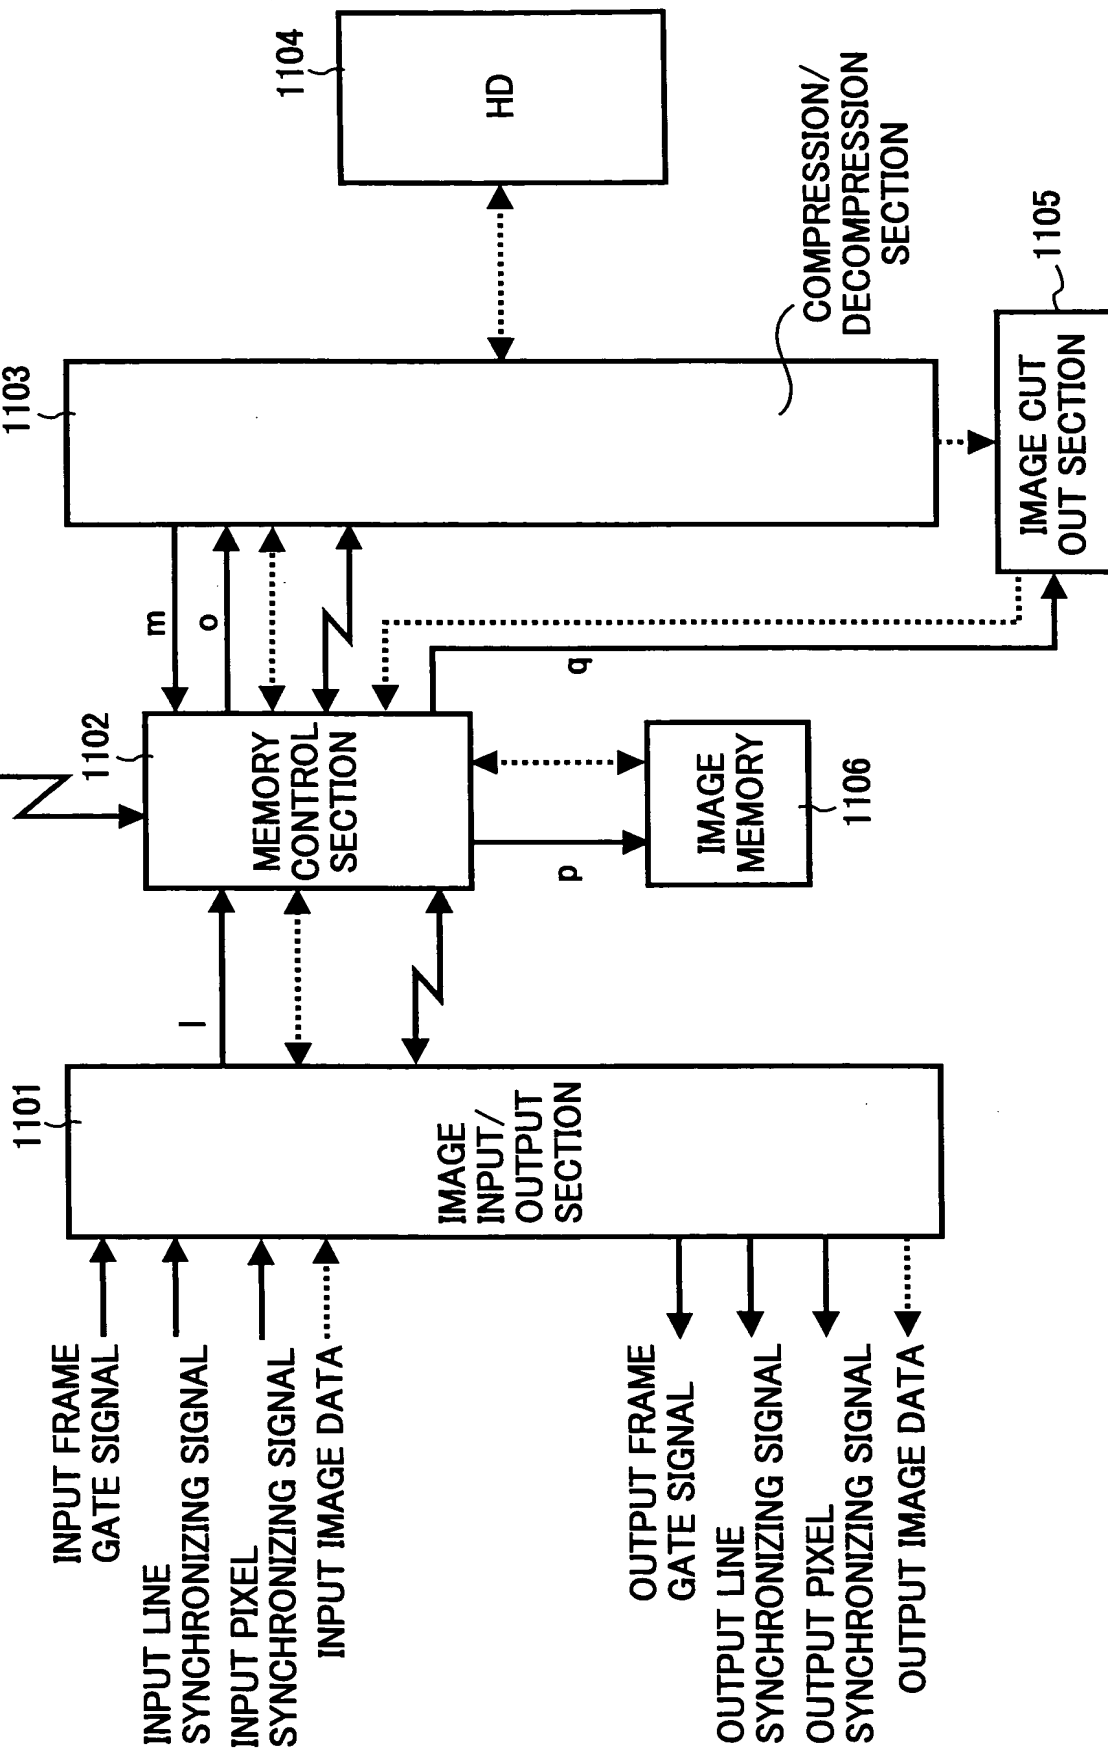 1101
1102
1103
1104
HD
COMPRESSION/
DECOMPRESSION
SECTION
1105
IMAGE CUT
OUT SECTION
m
o
q
MEMORY
CONTROL
SECTION
p
IMAGE
MEMORY
1106
l
IMAGE
INPUT/
OUTPUT
SECTION
INPUT FRAME
GATE SIGNAL
INPUT LINE
SYNCHRONIZING SIGNAL
INPUT PIXEL
SYNCHRONIZING SIGNAL
INPUT IMAGE DATA
OUTPUT FRAME
GATE SIGNAL
OUTPUT LINE
SYNCHRONIZING SIGNAL
OUTPUT PIXEL
SYNCHRONIZING SIGNAL
OUTPUT IMAGE DATA